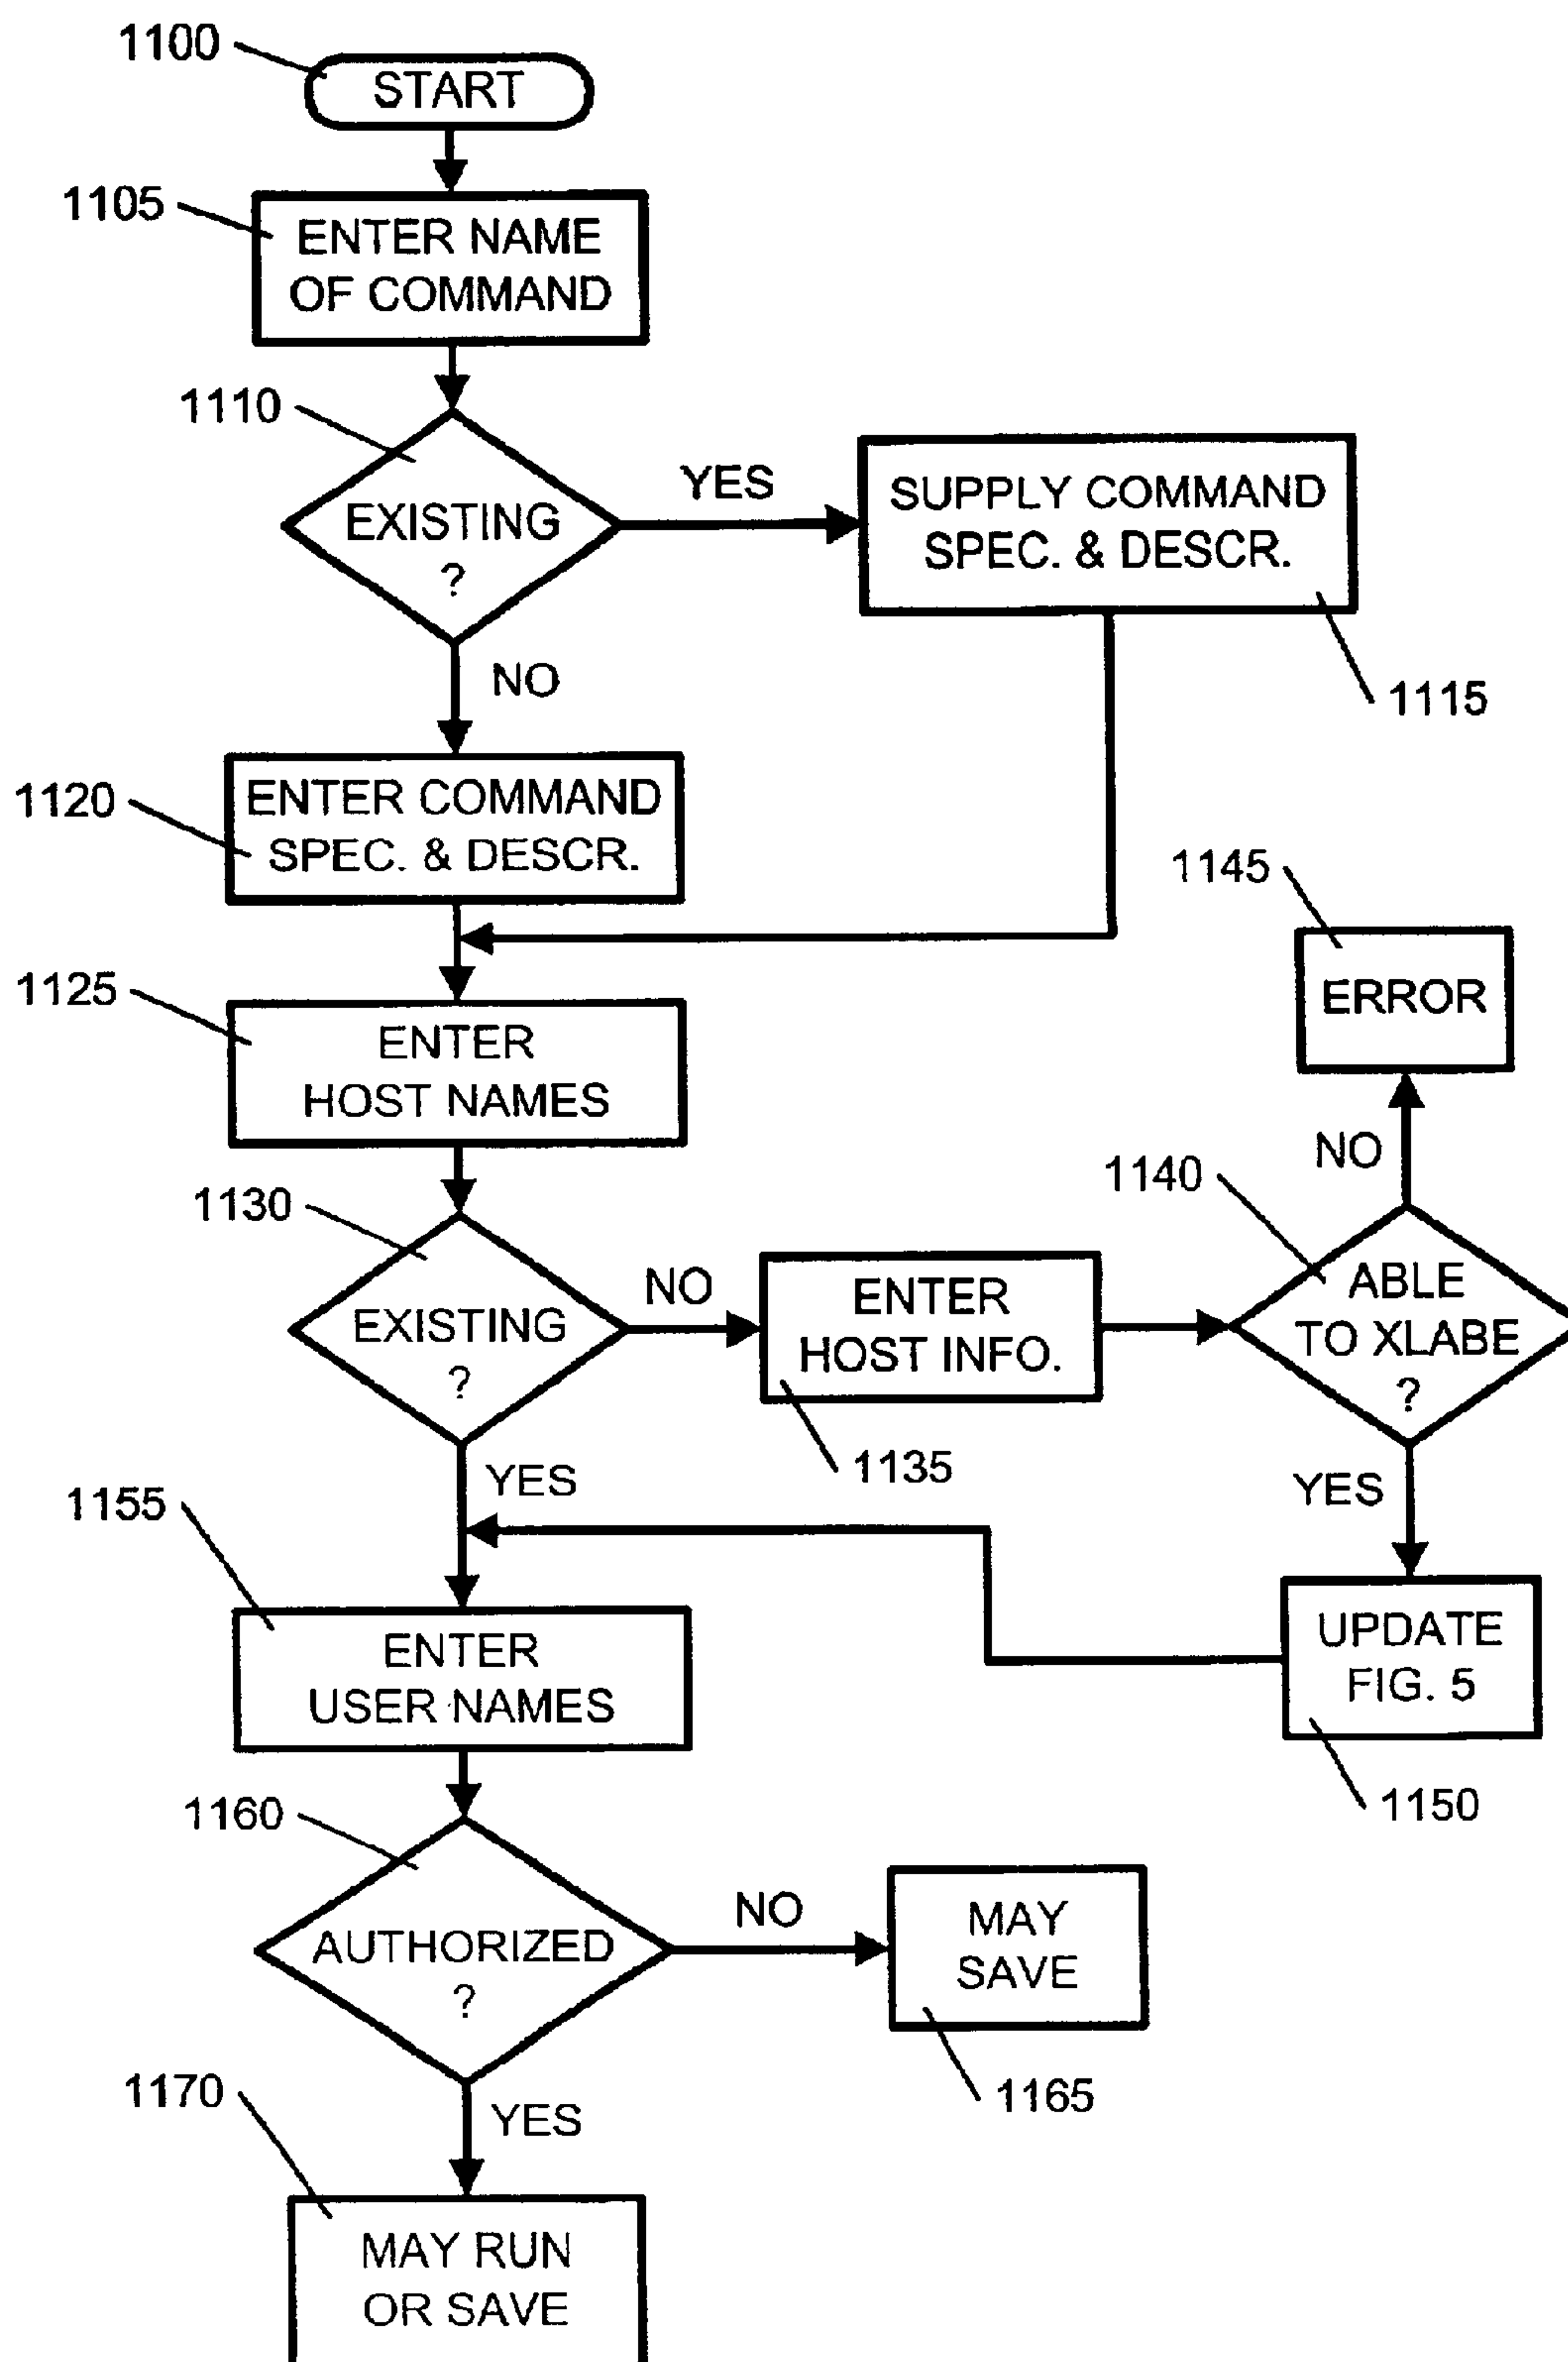 1100
START
1105
ENTER NAME
OF COMMAND
1110
EXISTING
?
YES
SUPPLY COMMAND
SPEC. & DESCR.
1115
NO
1120
ENTER COMMAND
SPEC. & DESCR.
1125
ENTER
HOST NAMES
1130
EXISTING
?
NO
ENTER
HOST INFO.
1135
1140
ABLE
TO XLABE
?
NO
1145
ERROR
YES
UPDATE
FIG. 5
1150
YES
1155
ENTER
USER NAMES
1160
AUTHORIZED
?
NO
MAY
SAVE
1165
YES
1170
MAY RUN
OR SAVE